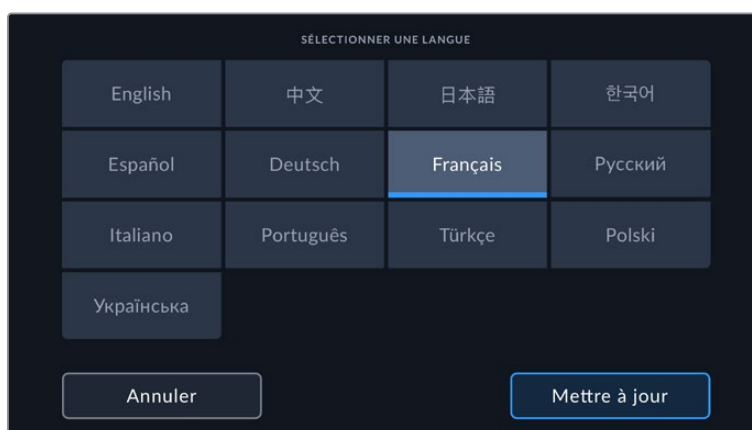 SÉLECTIONNER UNE LANGUE
English 中文 日本語 한국어
Español Deutsch Français Русский
Italiano Português Türkçe Polski
Українська
Annuler Mettre à jour